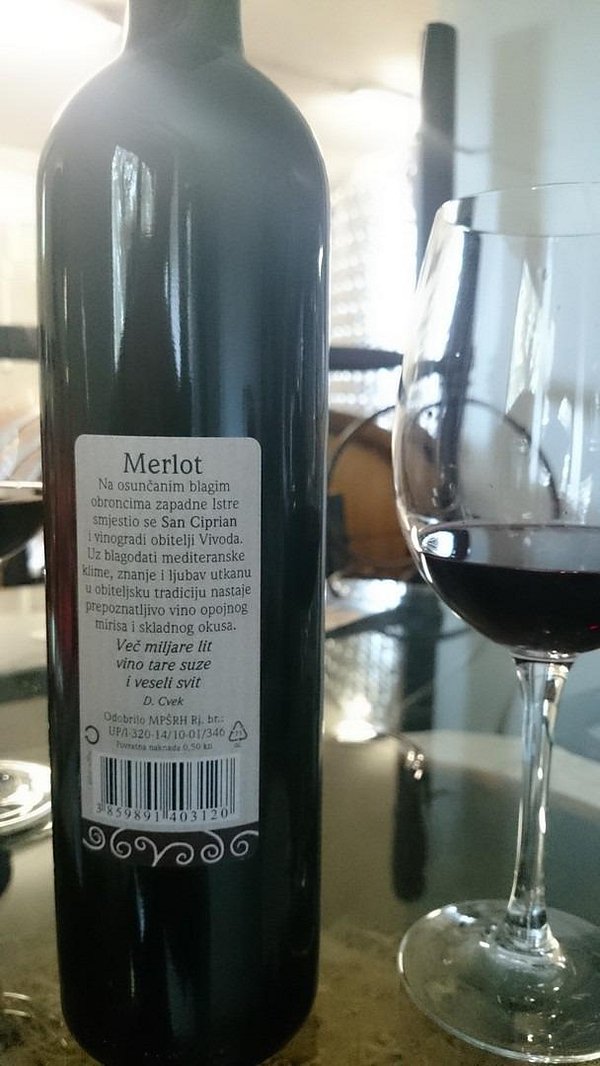 Merlot
Na osunčanim blagim
obroncima zapadne Istre
smjestio se San Ciprian
i vinogradi obitelji Vivoda.
Uz blagodati mediteranske
klime, znanje i ljubav utkanu
u obiteljsku tradiciju nastaje
prepoznatljivo vino opojnog
mirisa i skladnog okusa.
Već miljare lit
vino tare suze
i veseli svit
D. Cvek
Odobrilo MPŠRH Rj. br.:
UP/I-320-14/10-01/346
Povratna naknada 0,50 kn
3 859891 403120